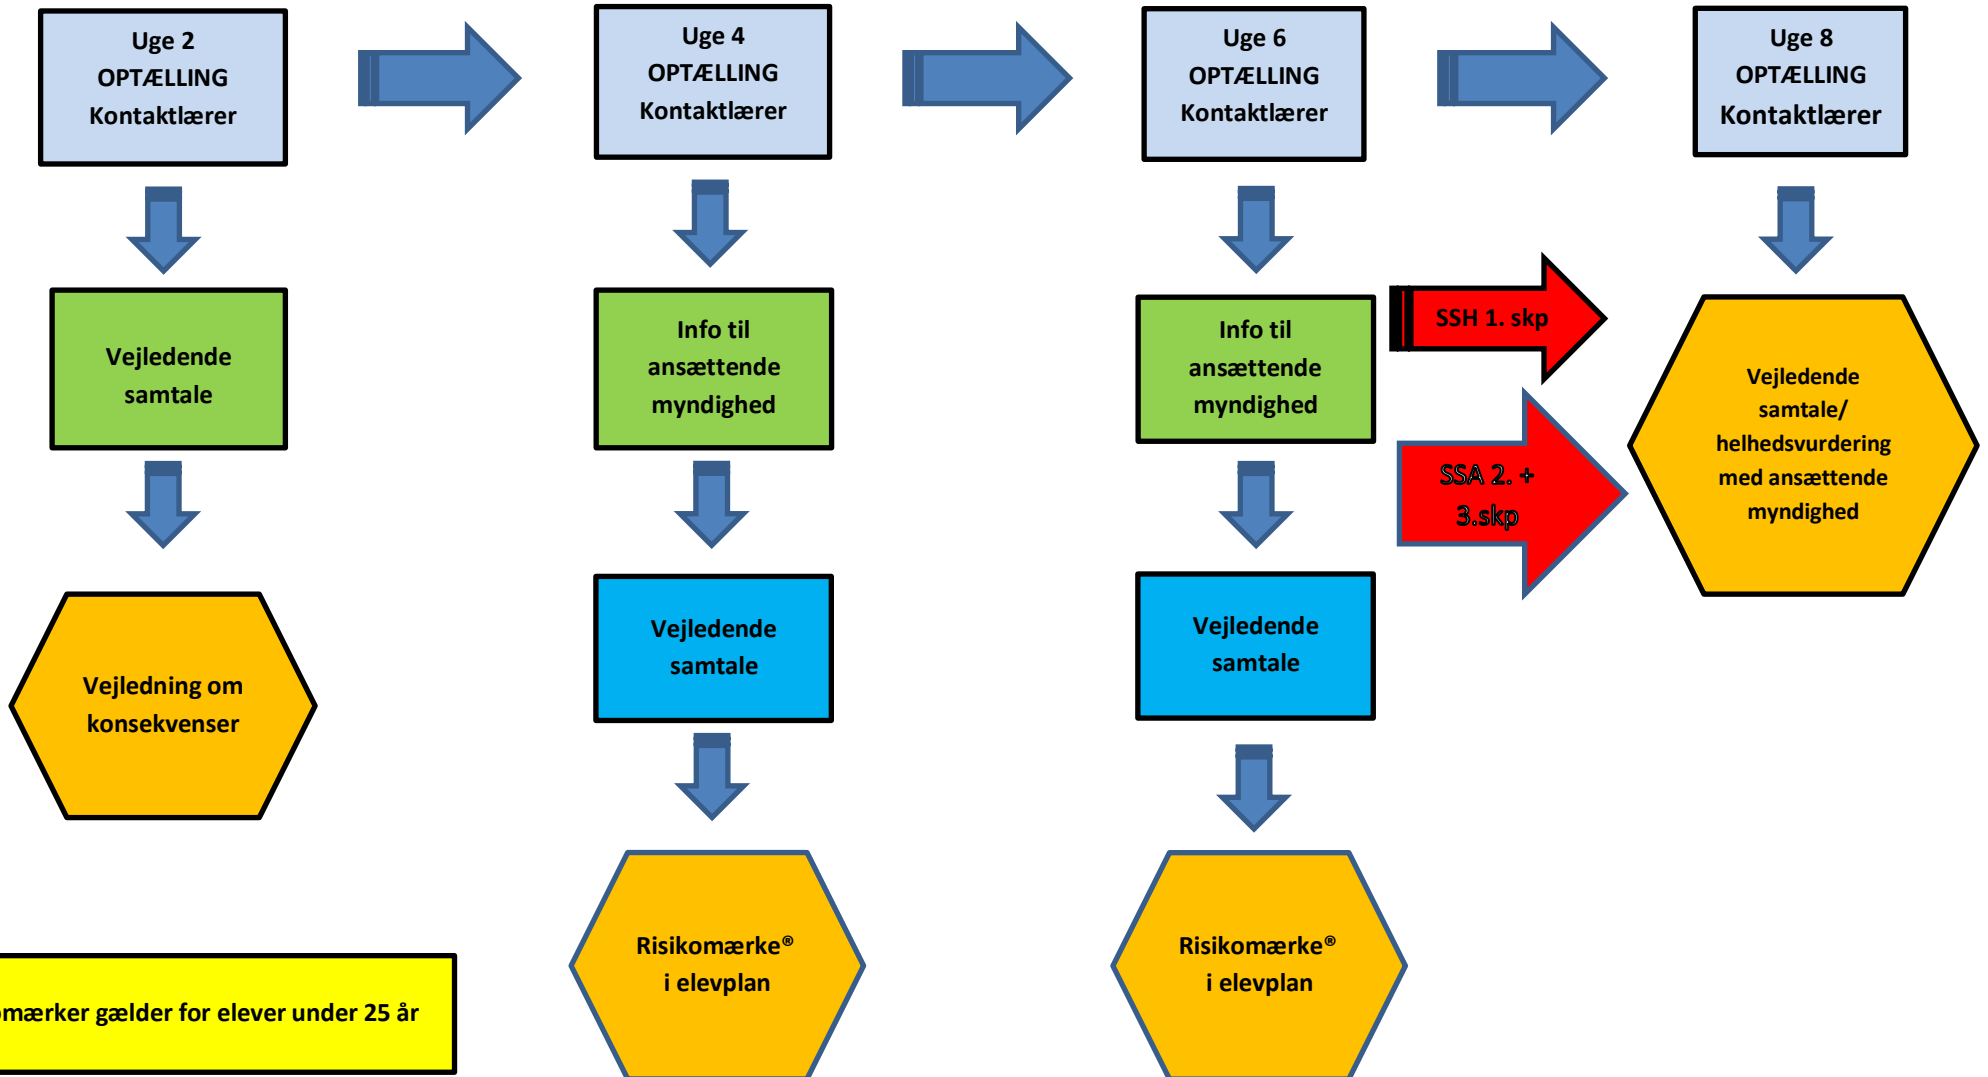 Uge 2
OPTÆLLING
Kontaktlærer
Uge 4
OPTÆLLING
Kontaktlærer
Uge 6
OPTÆLLING
Kontaktlærer
Uge 8
OPTÆLLING
Kontaktlærer
Vejledende
samtale
Info til
ansættende
myndighed
Info til
ansættende
myndighed
SSH 1. skp
SSA 2. +
3.skp
Vejledende
samtale/
helhedsvurdering
med ansættende
myndighed
Vejledning om
konsekvenser
Vejledende
samtale
Vejledende
samtale
Risikomærke®
i elevplan
Risikomærke®
i elevplan
omærker gælder for elever under 25 år